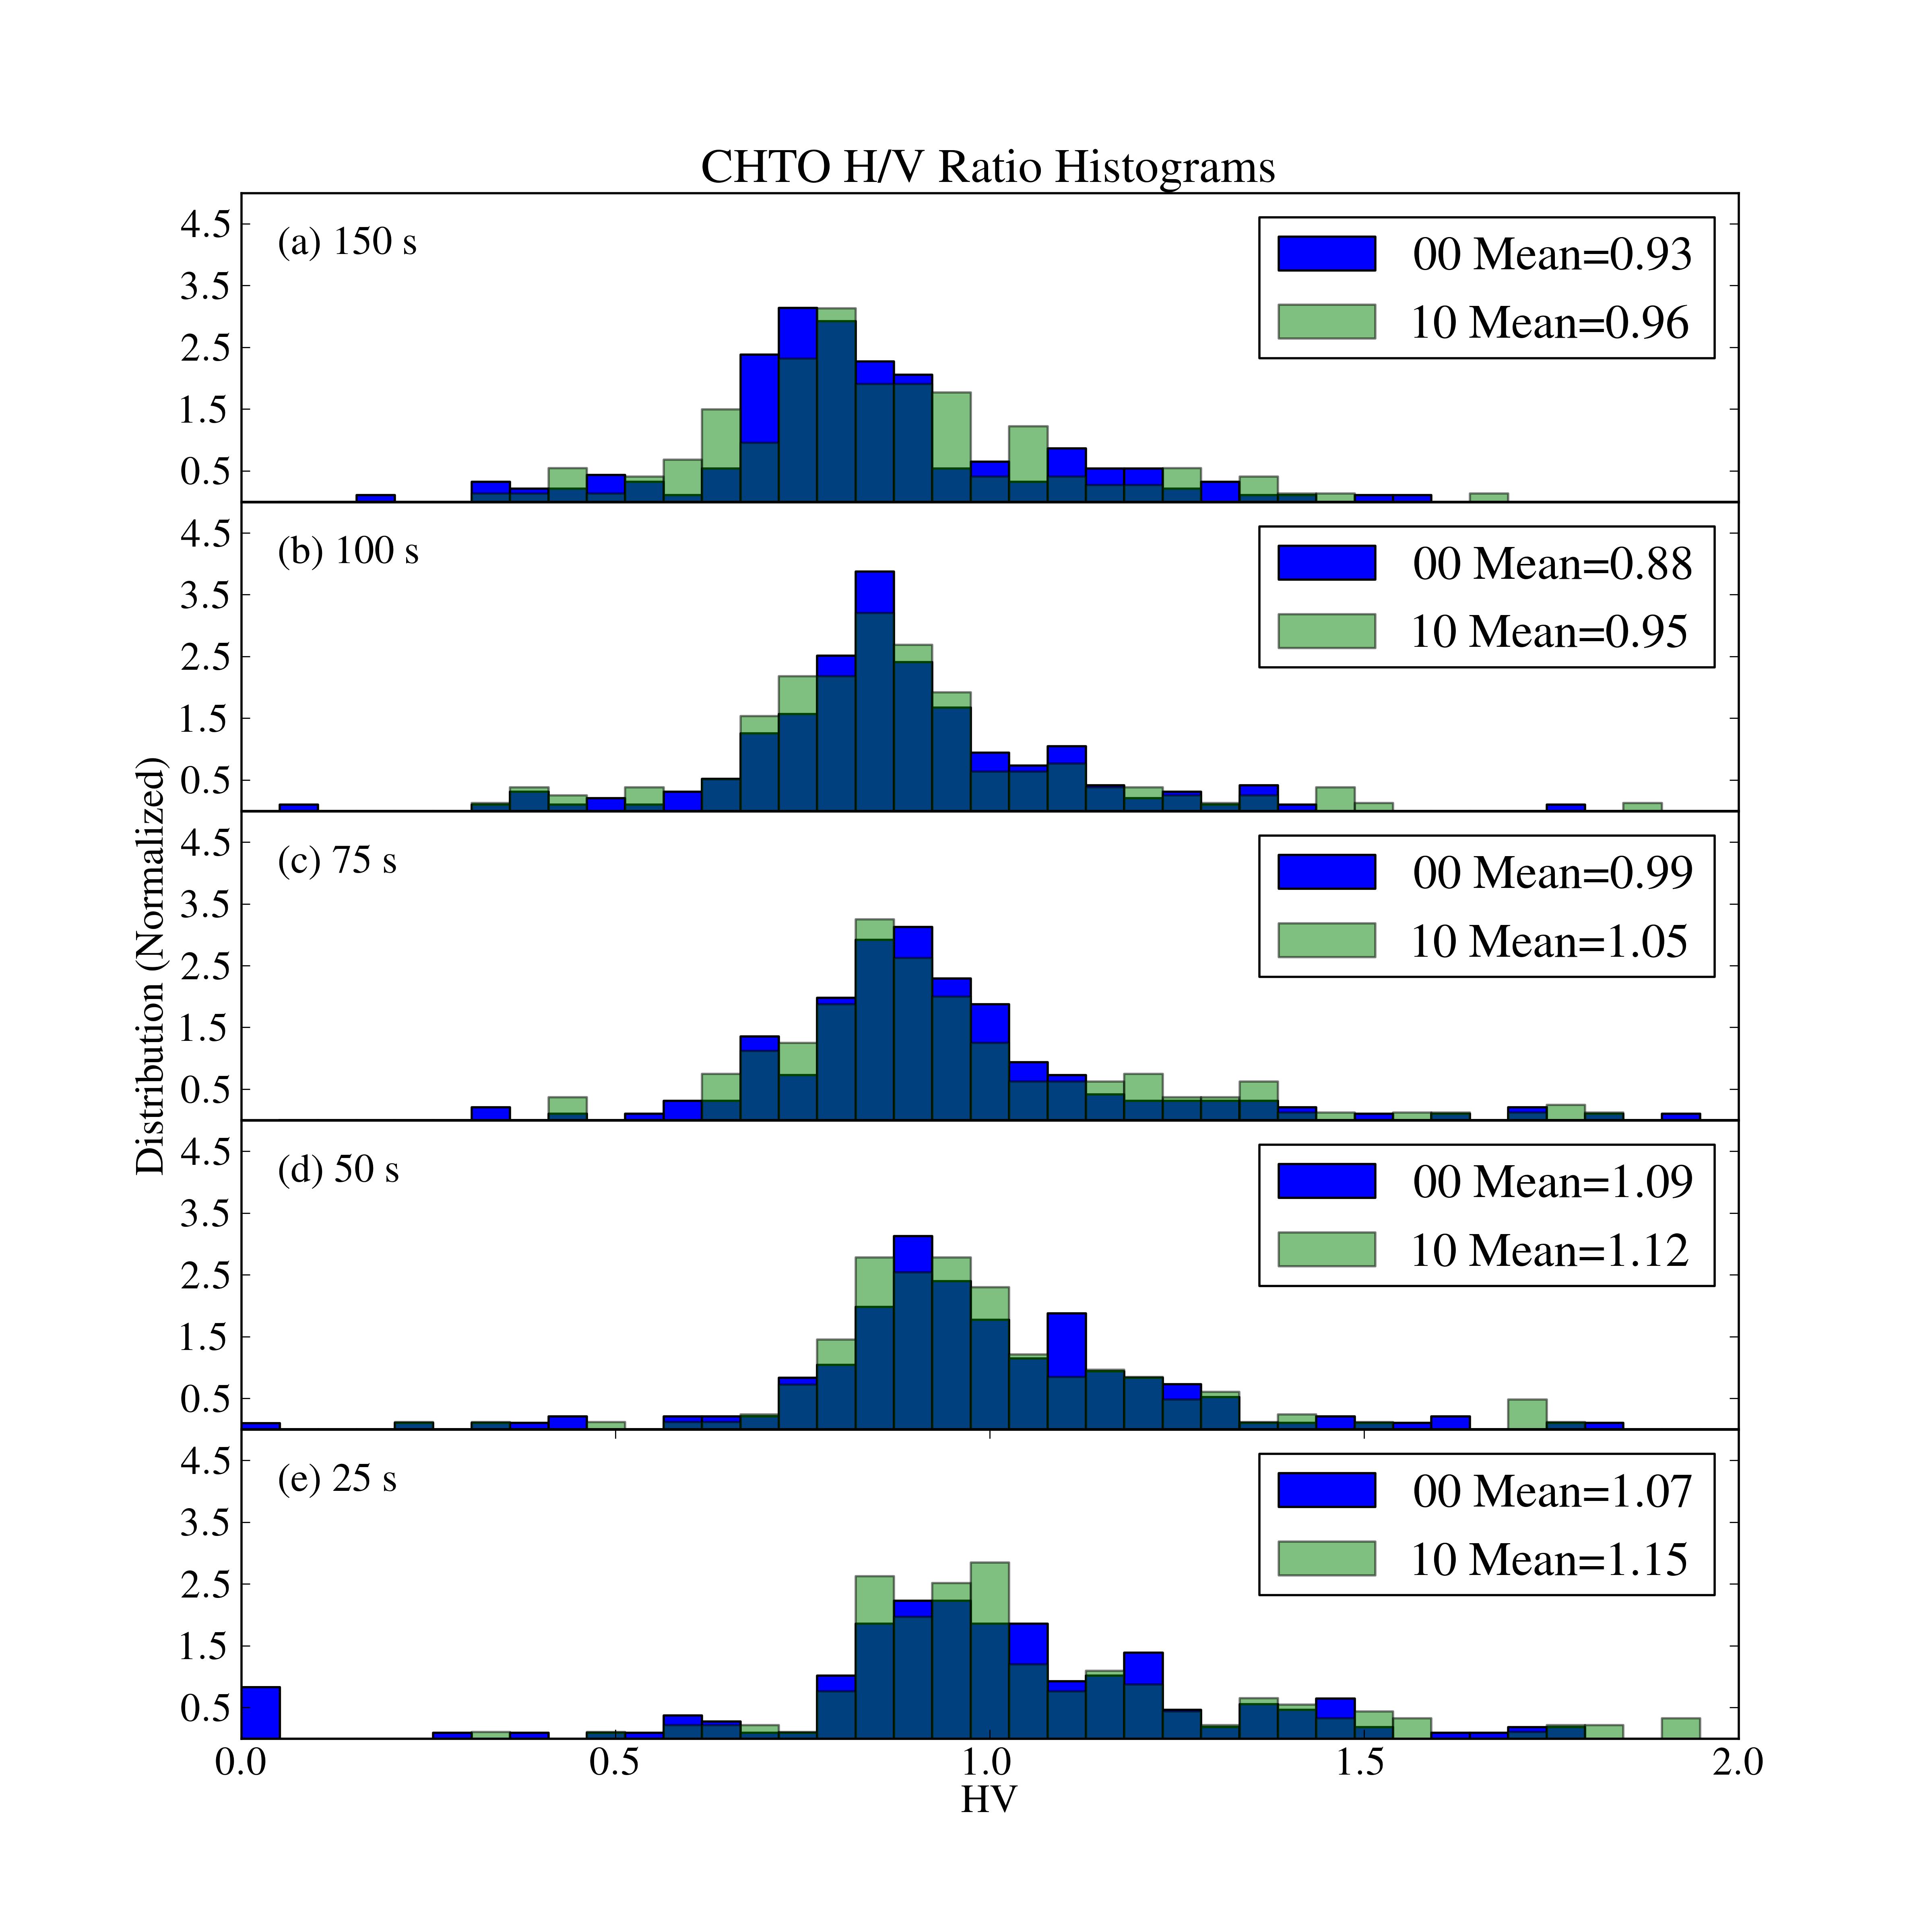 CHTO H/V Ratio Histograms
4.5
3.5
2.5
1.5
0.5
(a) 150 s
00 Mean=0.93
10 Mean=0.96
4.5
3.5
2.5
1.5
0.5
(b) 100 s
00 Mean=0.88
10 Mean=0.95
Distribution (Normalized)
4.5
3.5
2.5
1.5
0.5
(c) 75 s
00 Mean=0.99
10 Mean=1.05
4.5
3.5
2.5
1.5
0.5
(d) 50 s
00 Mean=1.09
10 Mean=1.12
4.5
3.5
2.5
1.5
0.5
(e) 25 s
00 Mean=1.07
10 Mean=1.15
0.0 0.5 1.0 1.5 2.0
HV